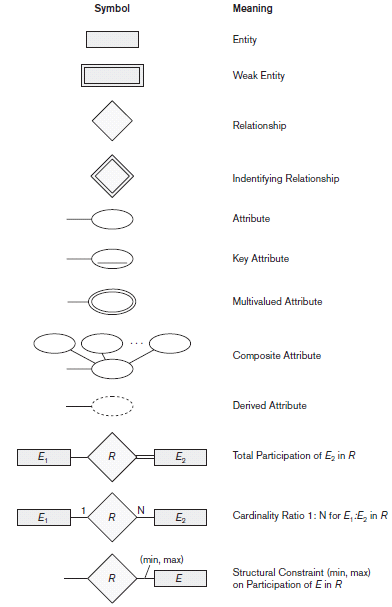 Symbol Meaning
Entity
Weak Entity
Relationship
Indentifying Relationship
Attribute
Key Attribute
Multivalued Attribute
. . .
Composite Attribute
Derived Attribute
E₁ R E₂ Total Participation of E₂ in R
E₁ 1 R N E₂ Cardinality Ratio 1: N for E₁:E₂ in R
(min, max)
R E Structural Constraint (min, max)
on Participation of E in R